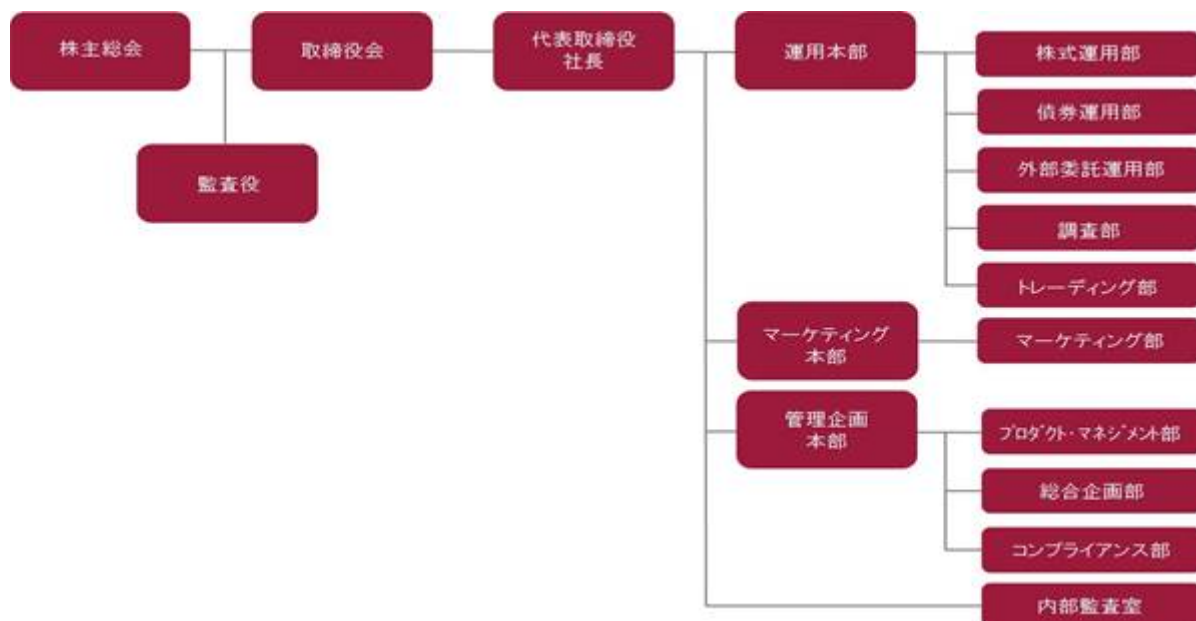 株主総会
取締役会
代表取締役
社長
運用本部
株式運用部
債券運用部
監査役
外部委託運用部
調査部
トレーディング部
マーケティング
本部
マーケティング部
管理企画
本部
プロダクト・マネジメント部
総合企画部
コンプライアンス部
内部監査室